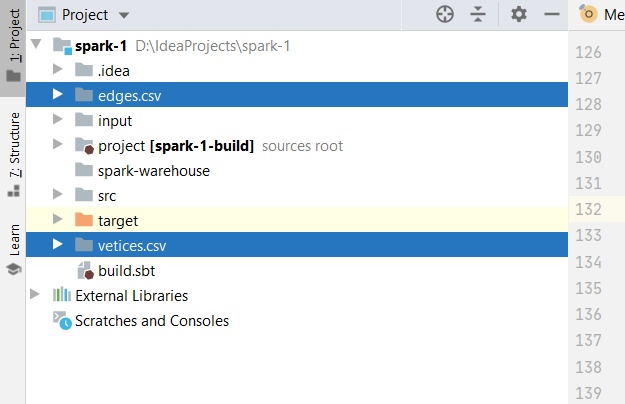 1: Project
7: Structure
Learn
Project
spark-1 D:\IdeaProjects\spark-1
.idea
edges.csv
input
project [spark-1-build] sources root
spark-warehouse
src
target
vetices.csv
build.sbt
External Libraries
Scratches and Consoles
Me
126
127
128
129
130
131
132
133
134
135
136
137
138
139